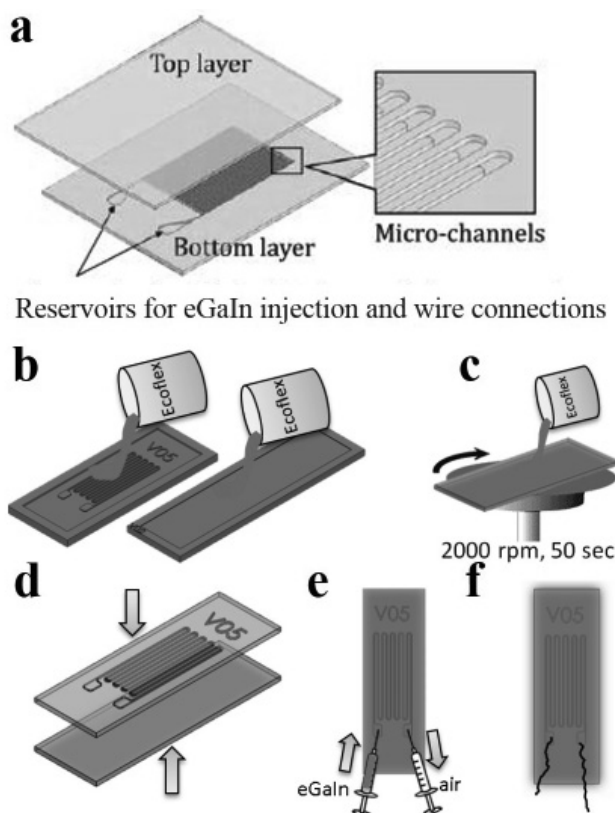 a
Top layer
Bottom layer
Micro-channels
Reservoirs for eGaIn injection and wire connections
b
Ecoflex
Ecoflex
V05
c
Ecoflex
2000 rpm, 50 sec
d
V05
e
V05
eGaIn
air
f
V05